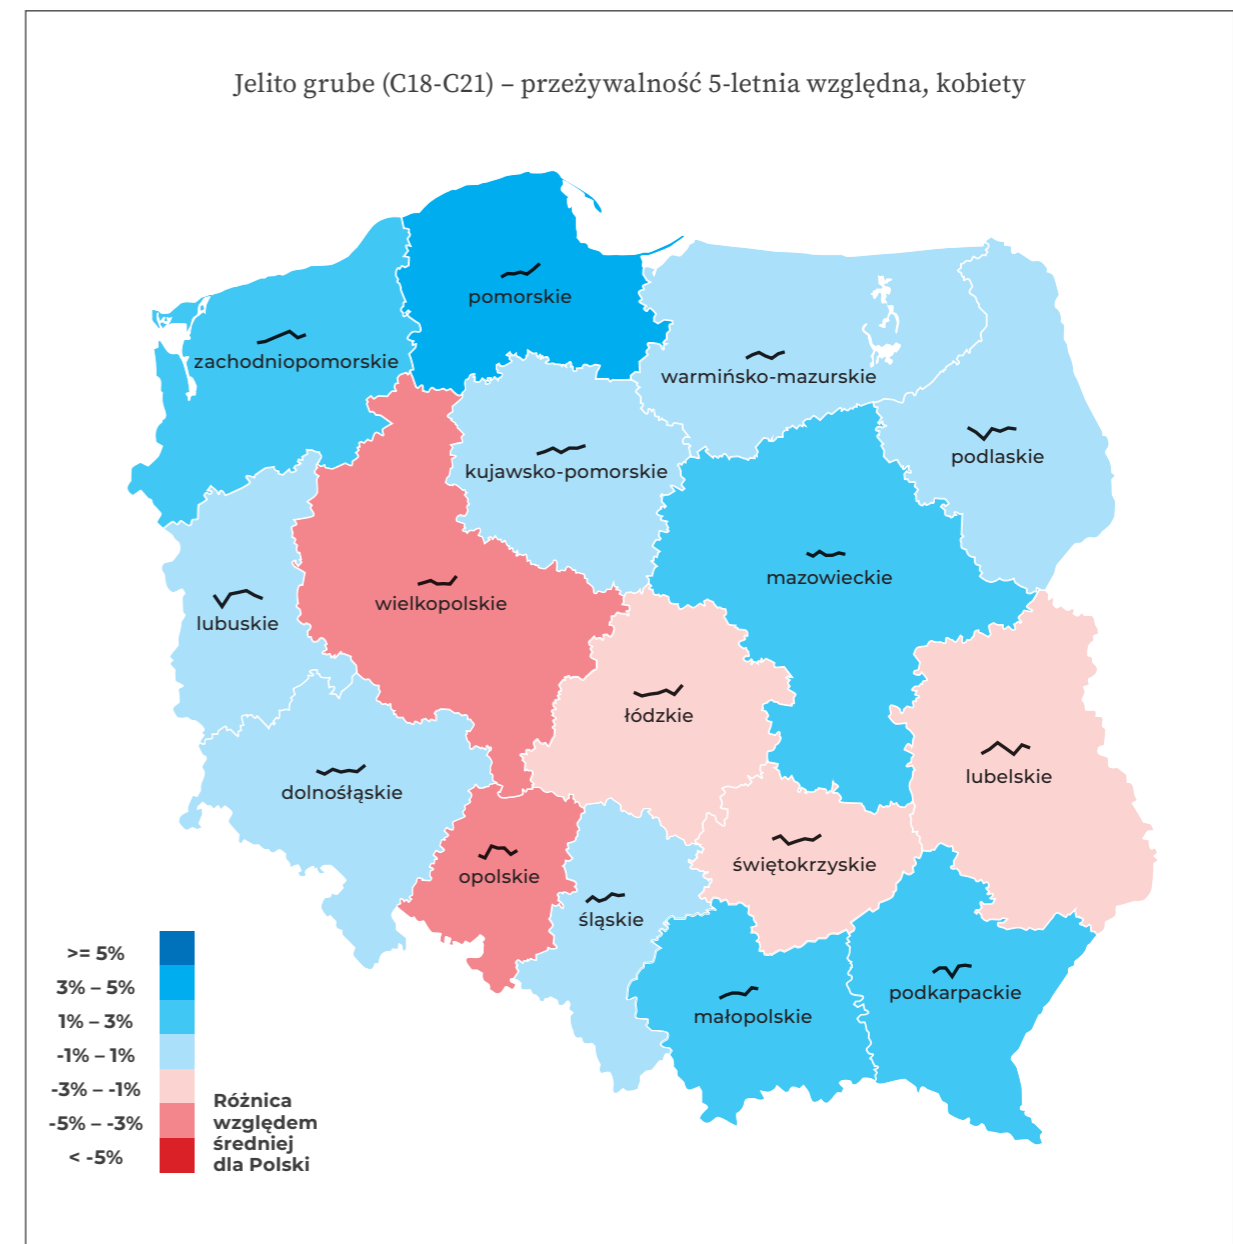 Jelito grube (C18-C21) – przeżywalność 5-letnia względna, kobiety
pomorskie
zachodniopomorskie
warmińsko-mazurskie
podlaskie
kujawsko-pomorskie
mazowieckie
wielkopolskie
lubuskie
łódzkie
lubelskie
dolnośląskie
świętokrzyskie
opolskie
śląskie
podkarpackie
małopolskie
>= 5%
3% – 5%
1% – 3%
-1% – 1%
-3% – -1%
-5% – -3%
< -5%
Różnica
względem
średniej
dla Polski